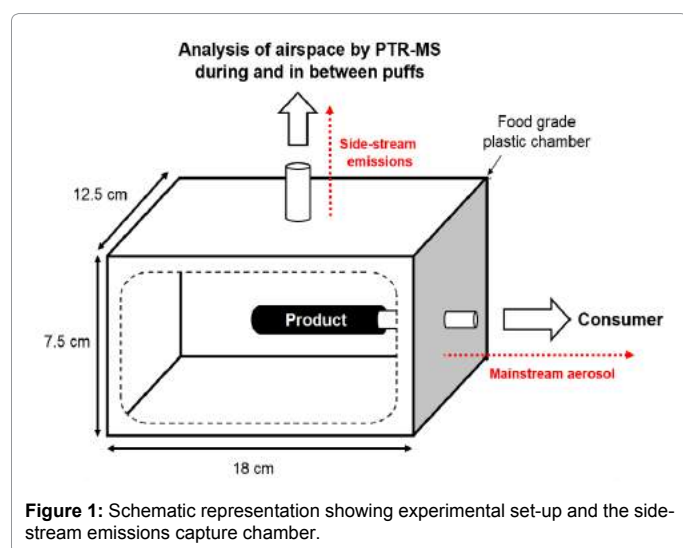 Analysis of airspace by PTR-MS
during and in between puffs
Side-stream
emissions
Food grade
plastic chamber
12.5 cm
Product
Consumer
7.5 cm
Mainstream aerosol
18 cm
Figure 1: Schematic representation showing experimental set-up and the side-
stream emissions capture chamber.